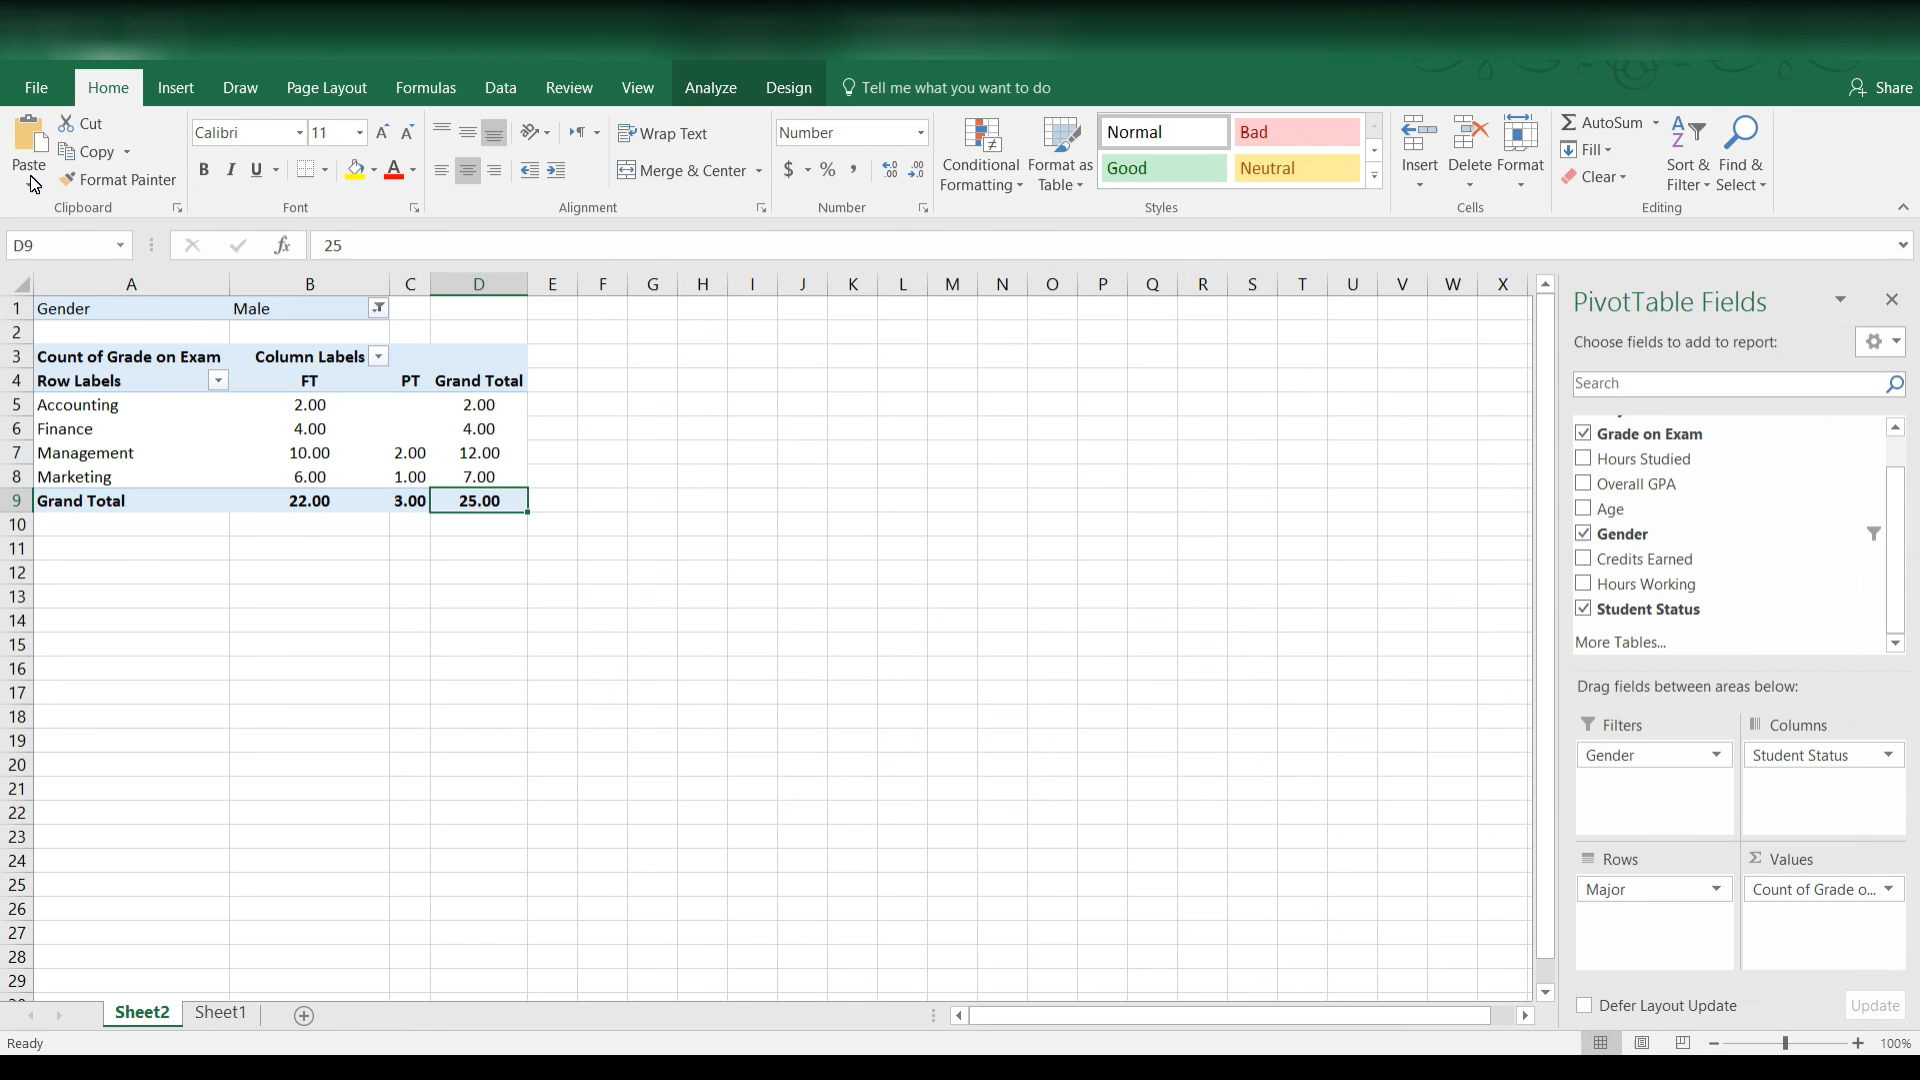 File Home Insert Draw Page Layout Formulas Data Review View Analyze Design Tell me what you want to do Share
Paste
Cut
Copy
Format Painter
Clipboard
Calibri 11
B I U A
Font
Wrap Text
Merge & Center
Alignment
Number
$ % ,
Number
Conditional Formatting
Format as Table
Normal Bad
Good Neutral
Styles
Insert Delete Format
Cells
AutoSum
Fill
Clear
Sort & Filter
Find & Select
Editing
D9 fx 25
A B C D E F G H I J K L M N O P Q R S T U V W X
1 Gender Male
2
3 Count of Grade on Exam Column Labels
4 Row Labels FT PT Grand Total
5 Accounting 2.00 2.00
6 Finance 4.00 4.00
7 Management 10.00 2.00 12.00
8 Marketing 6.00 1.00 7.00
9 Grand Total 22.00 3.00 25.00
10
11
12
13
14
15
16
17
18
19
20
21
22
23
24
25
26
27
28
29
PivotTable Fields
Choose fields to add to report:
Search
Grade on Exam
Hours Studied
Overall GPA
Age
Gender
Credits Earned
Hours Working
Student Status
More Tables...
Drag fields between areas below:
Filters Columns
Gender Student Status
Rows Values
Major Count of Grade o...
Defer Layout Update Update
Sheet2 Sheet1
Ready 100%